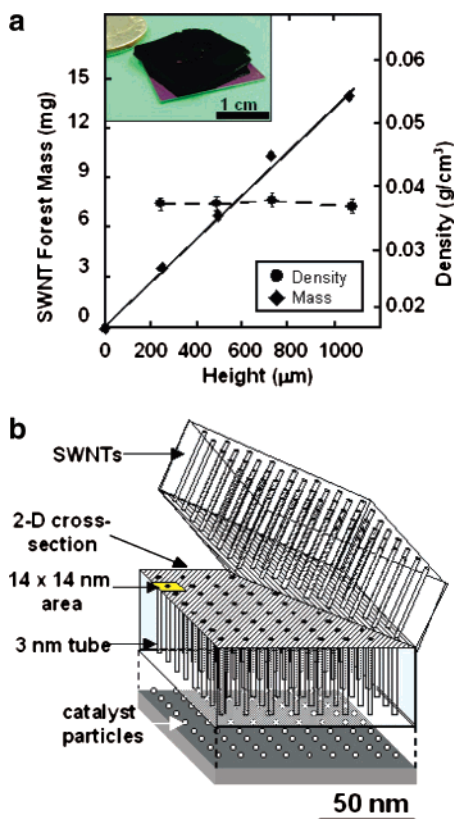 a
1 cm
SWNT Forest Mass (mg)
15
12
9
6
3
0
0.06
0.05
0.04
0.03
0.02
Density (g/cm³)
Density
Mass
0 200 400 600 800 1000
Height (μm)
b
SWNTs
2-D cross-
section
14 x 14 nm
area
3 nm tube
catalyst
particles
50 nm